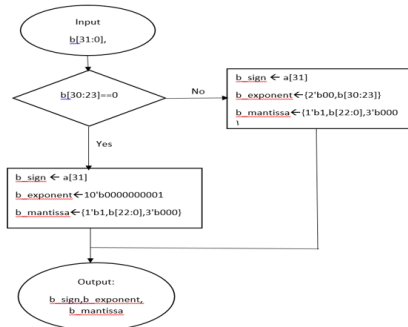 Input
b[31:0],
b[30:23]==0
No
b_sign ← a[31]
b_exponent←{2'b00,b[30:23]}
b_mantissa←{1'b1,b[22:0],3'b000
Yes
b_sign ← a[31]
b_exponent←10'b0000000001
b_mantissa←{1'b1,b[22:0],3'b000}
Output:
b_sign,b_exponent,
b_mantissa